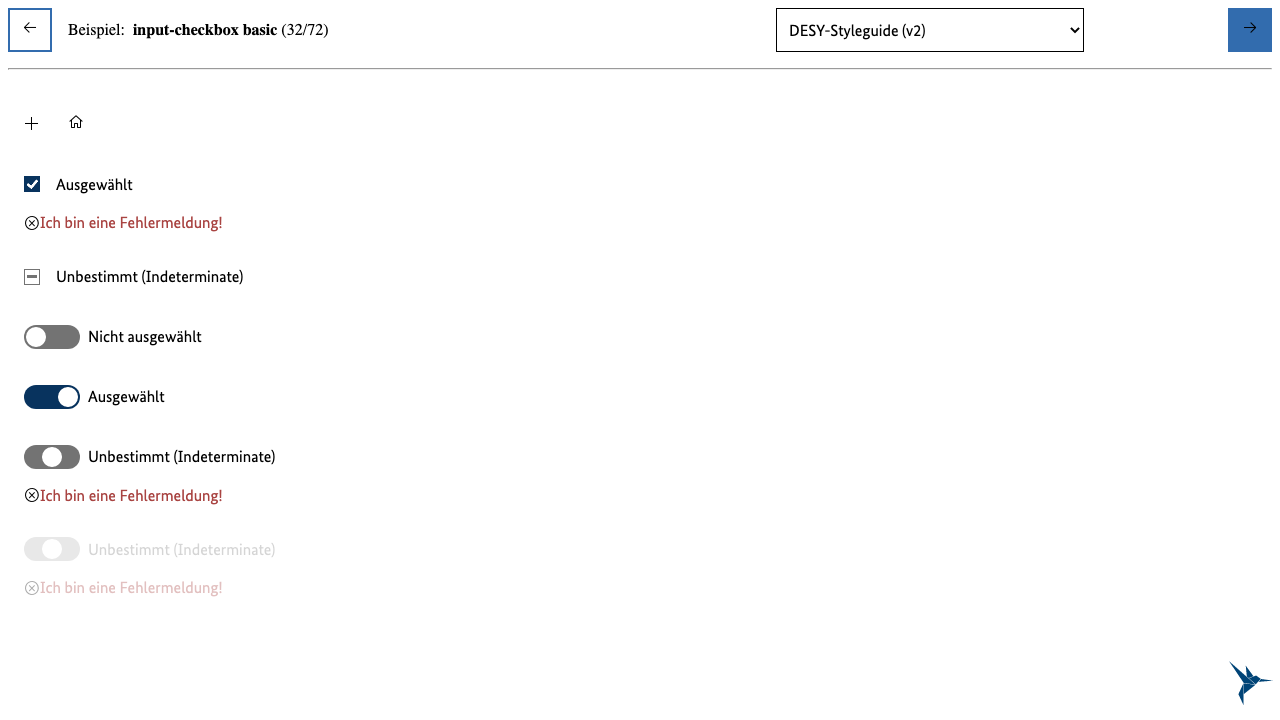 Beispiel: input-checkbox basic (32/72)
DESY-Styleguide (v2)
Ausgewählt
Ich bin eine Fehlermeldung!
Unbestimmt (Indeterminate)
Nicht ausgewählt
Ausgewählt
Unbestimmt (Indeterminate)
Ich bin eine Fehlermeldung!
Unbestimmt (Indeterminate)
Ich bin eine Fehlermeldung!